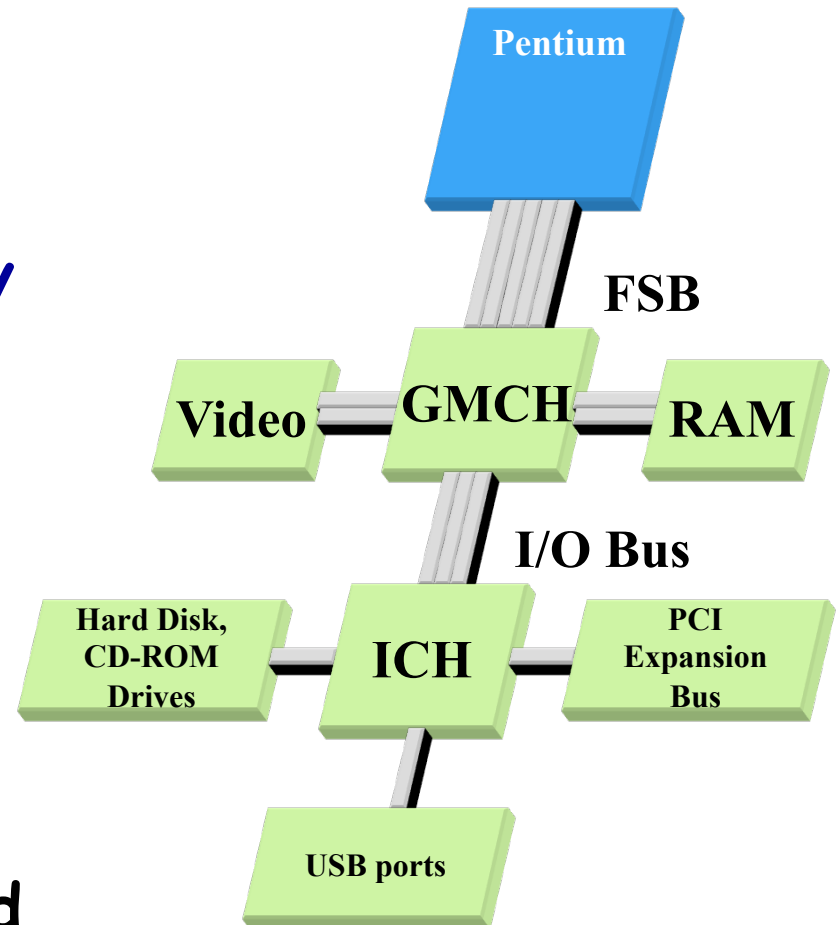 Pentium
FSB
Video
GMCH
RAM
I/O Bus
Hard Disk,
CD-ROM
Drives
ICH
PCI
Expansion
Bus
USB ports